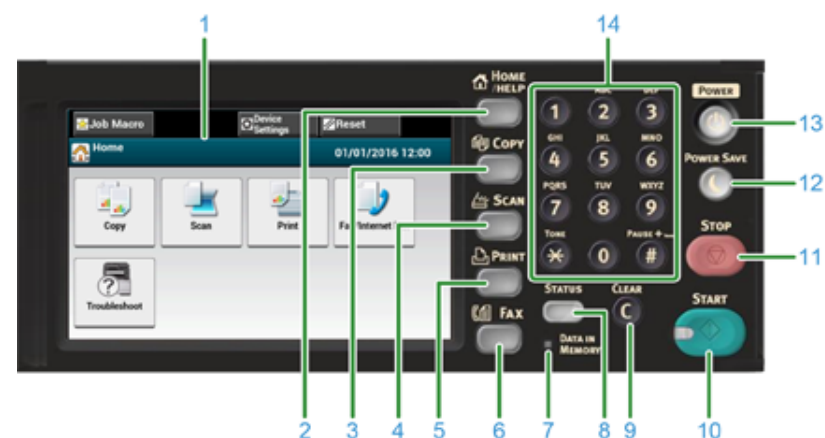 1
14
HOME
/HELP
ABC
DEF
POWER
Job Macro
Device
Settings
Reset
1
2
3
13
Home
01/01/2016 12:00
COPY
GHI
JKL
MNO
4
5
6
POWER SAVE
12
SCAN
PQRS
TUV
WXYZ
7
8
9
STOP
11
Copy
Scan
Print
Fax/Internet
PRINT
TONE
PAUSE +
*
0
#
STATUS
CLEAR
START
Troubleshoot
FAX
C
DATA IN
MEMORY
2
3
4
5
6
7
8
9
10